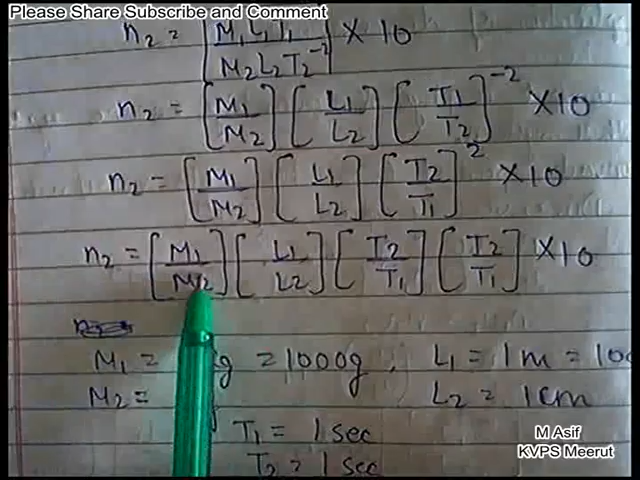 Please Share Subscribe and Comment
n2 = [M1L1T1 / M2L2T2^-2] × 10
n2 = [M1/M2] [L1/L2] [T1/T2]^-2 × 10
n2 = [M1/M2] [L1/L2] [T2/T1]^2 × 10
n2 = [M1/M2] [L1/L2] [T2/T1] [T2/T1] × 10
M1 = g = 1000g , L1 = 1m = 10
M2 = L2 = 1cm
T1 = 1 sec
T2 = 1 sec
M Asif
KVPS Meerut